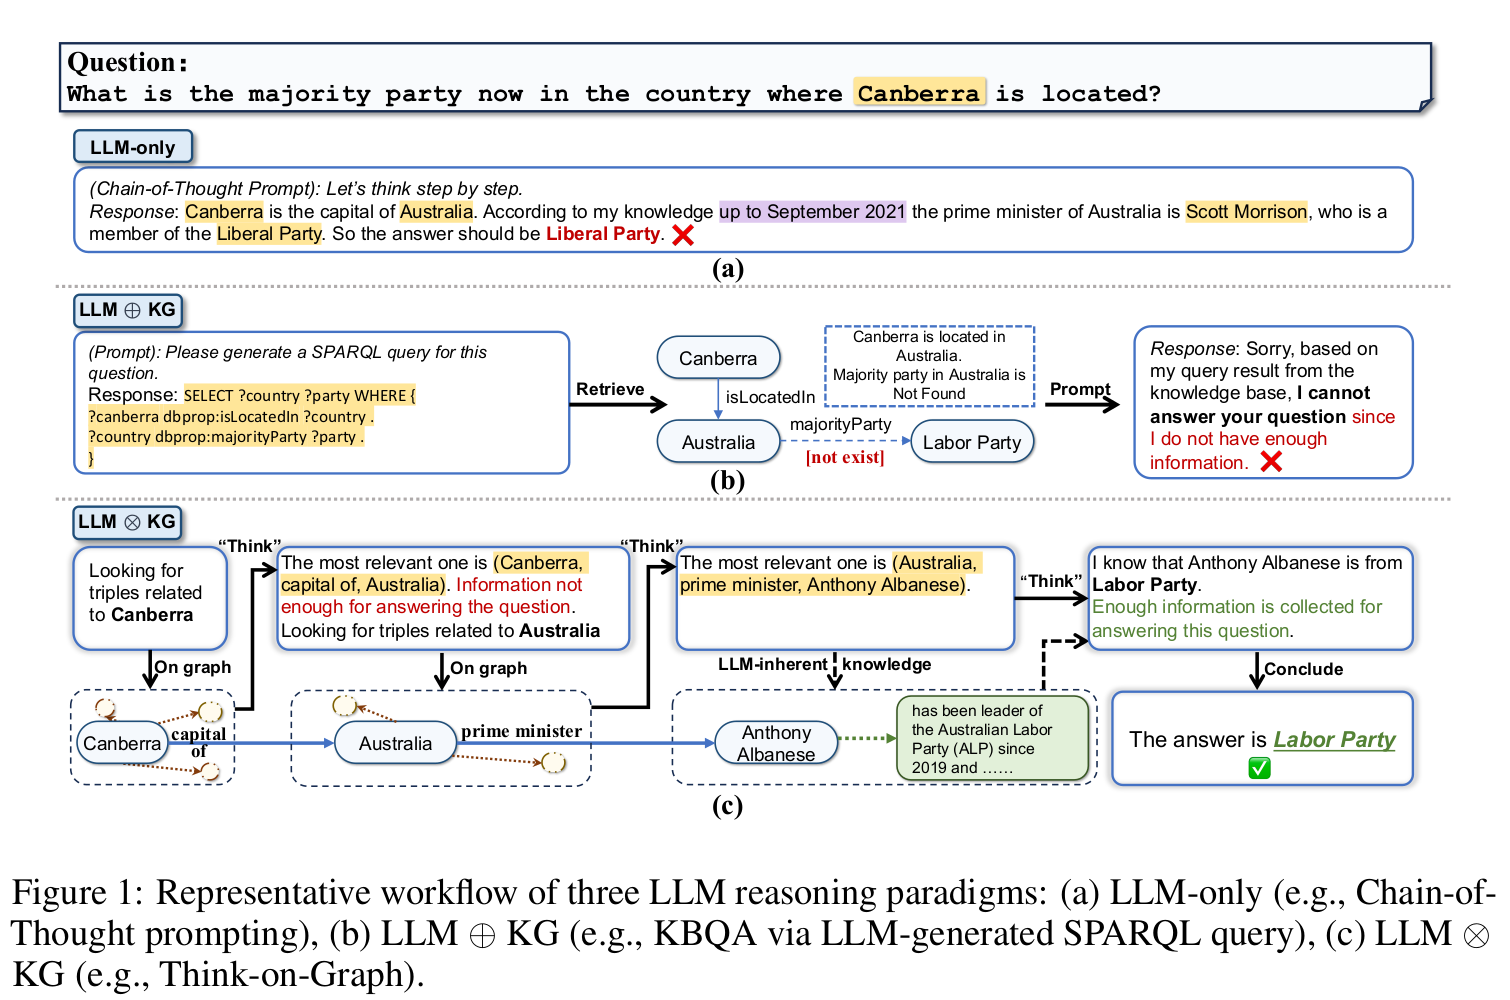 Question:
What is the majority party now in the country where Canberra is located?
LLM-only
(Chain-of-Thought Prompt): Let's think step by step.
Response: Canberra is the capital of Australia. According to my knowledge up to September 2021 the prime minister of Australia is Scott Morrison, who is a
member of the Liberal Party. So the answer should be Liberal Party. ❌
(a)
LLM ⊕ KG
(Prompt): Please generate a SPARQL query for this
question.
Response: SELECT ?country ?party WHERE {
?canberra dbprop:isLocatedIn ?country .
?country dbprop:majorityParty ?party .
}
Retrieve
Canberra
isLocatedIn
Australia
majorityParty
[not exist]
Labor Party
Canberra is located in
Australia.
Majority party in Australia is
Not Found
Prompt
Response: Sorry, based on
my query result from the
knowledge base, I cannot
answer your question since
I do not have enough
information. ❌
(b)
LLM ⊗ KG
Looking for
triples related
to Canberra
"Think"
The most relevant one is (Canberra,
capital of, Australia). Information not
enough for answering the question.
Looking for triples related to Australia
"Think"
The most relevant one is (Australia,
prime minister, Anthony Albanese).
"Think"
I know that Anthony Albanese is from
Labor Party.
Enough information is collected for
answering this question.
On graph
On graph
LLM-inherent knowledge
Conclude
Canberra
capital
of
Australia
prime minister
Anthony
Albanese
has been leader of
the Australian Labor
Party (ALP) since
2019 and ......
The answer is Labor Party
✅
(c)
Figure 1: Representative workflow of three LLM reasoning paradigms: (a) LLM-only (e.g., Chain-of-
Thought prompting), (b) LLM ⊕ KG (e.g., KBQA via LLM-generated SPARQL query), (c) LLM ⊗
KG (e.g., Think-on-Graph).